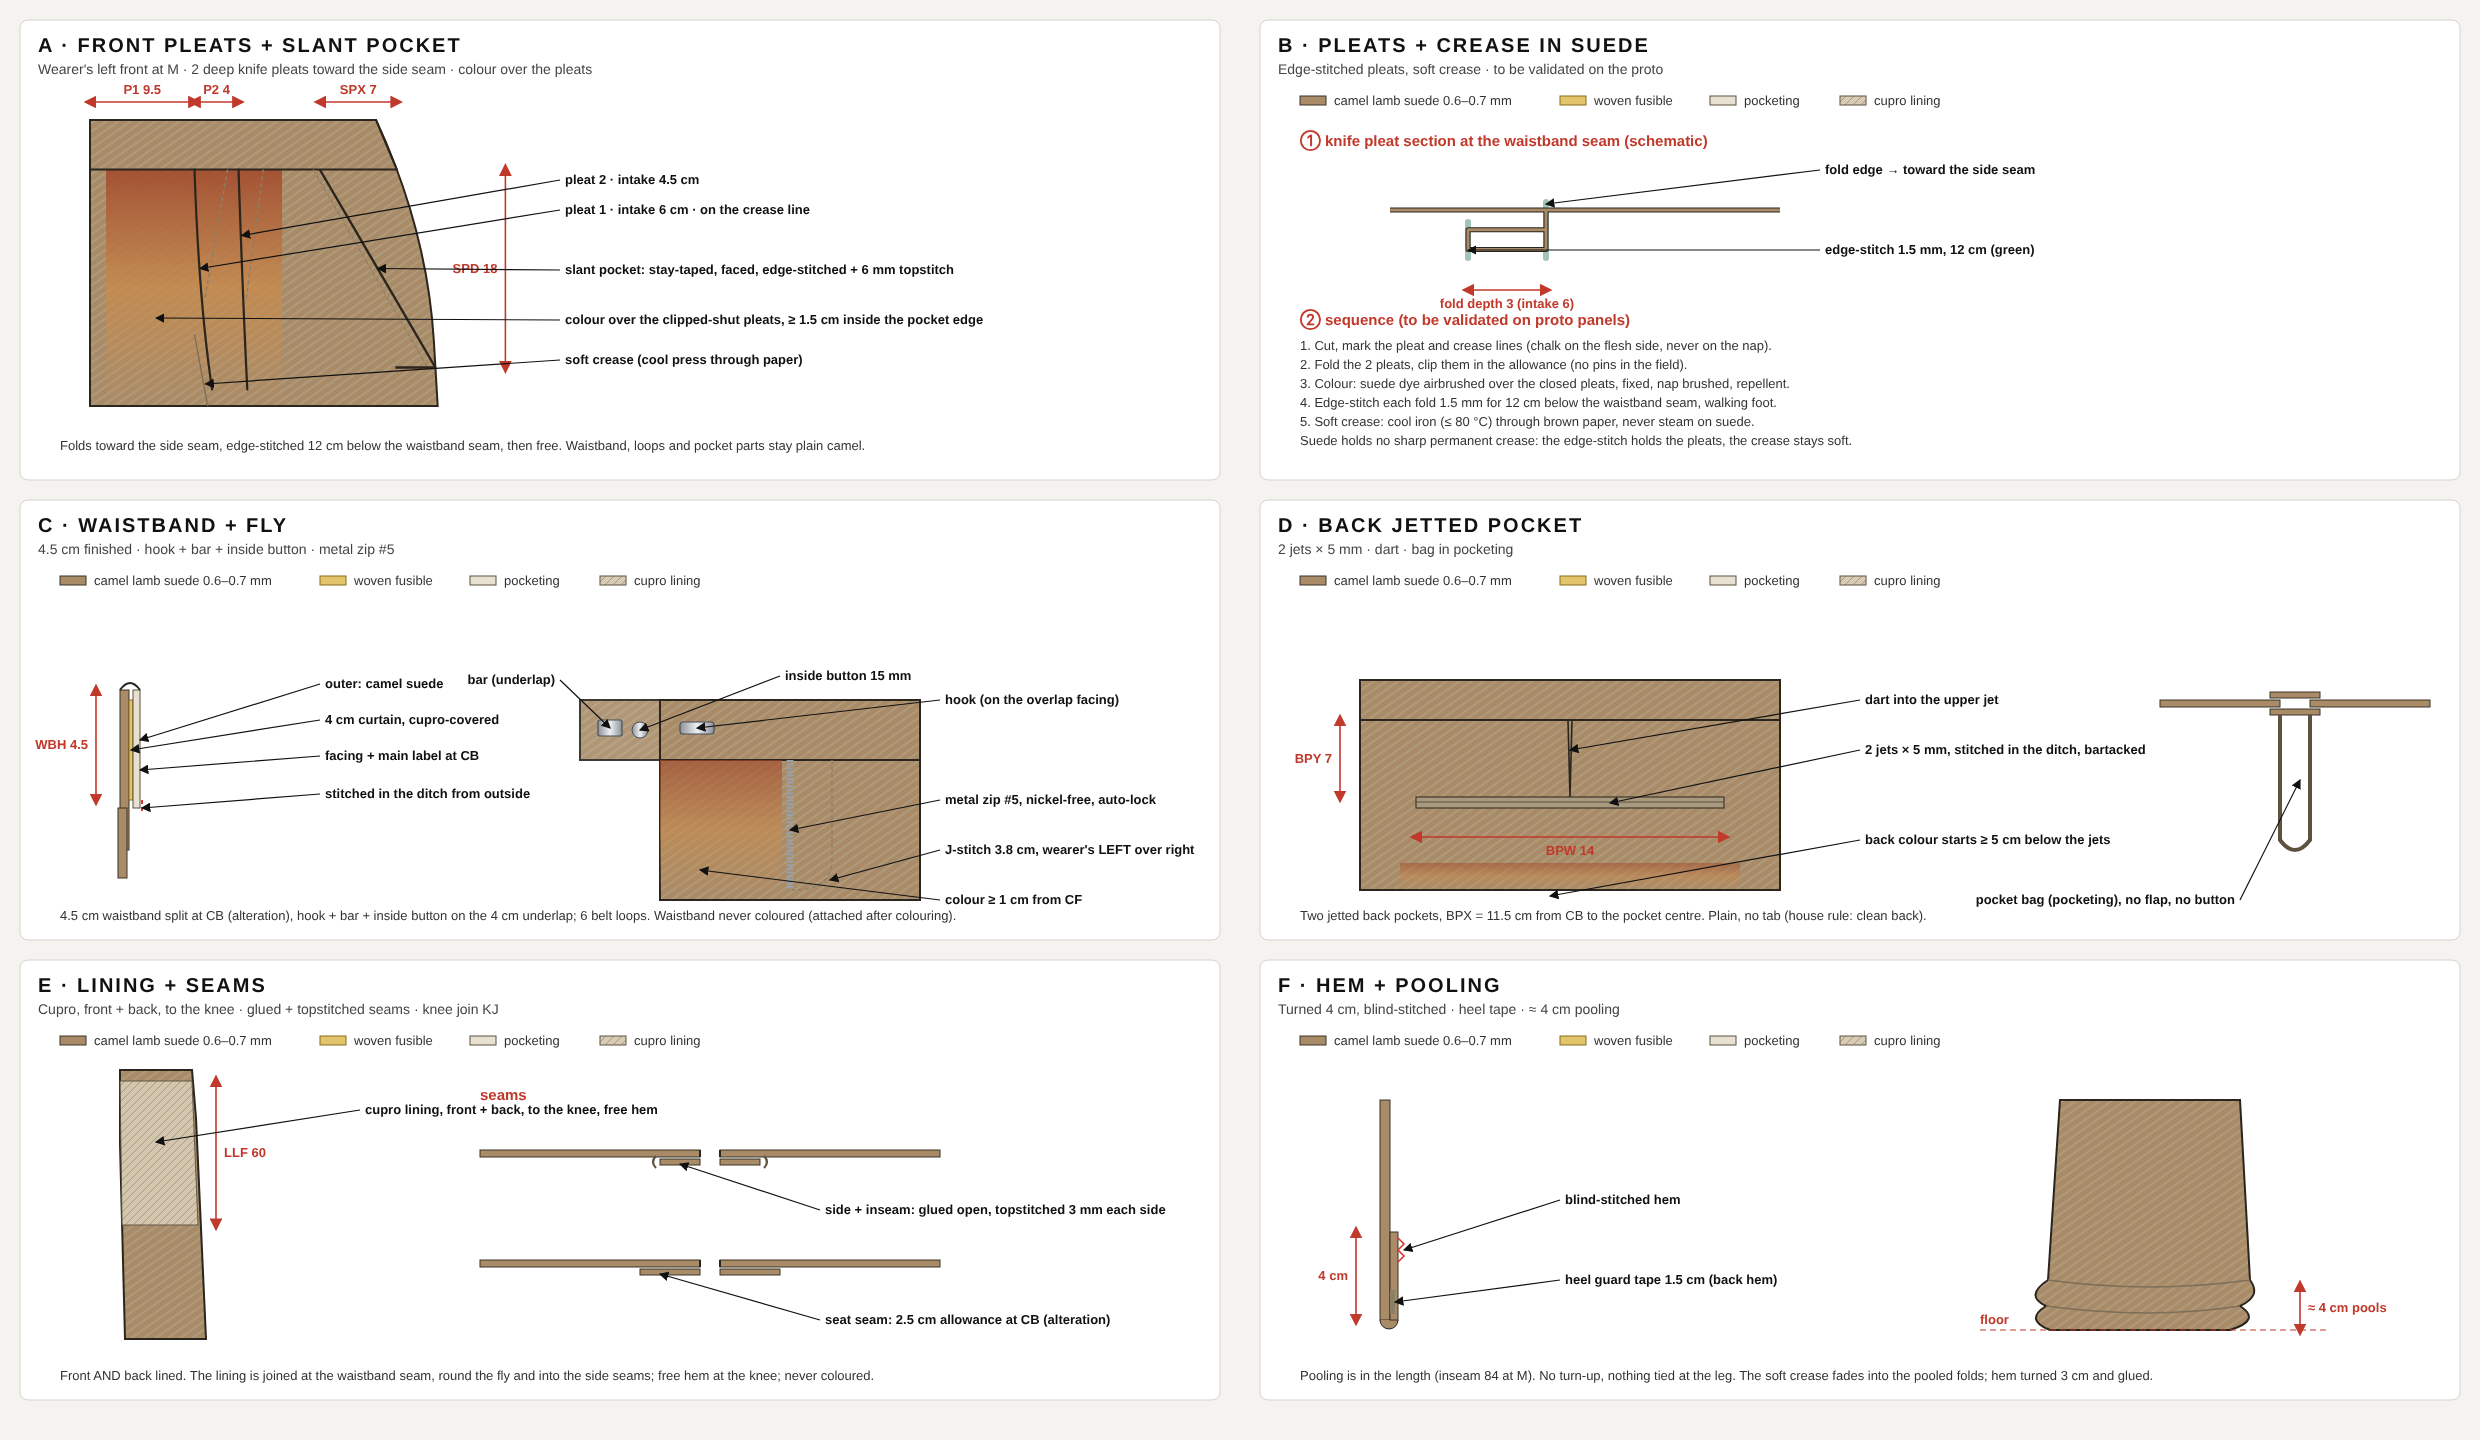 A · FRONT PLEATS + SLANT POCKET
Wearer's left front at M · 2 deep knife pleats toward the side seam · colour over the pleats
P1 9.5
P2 4
SPX 7
pleat 2 · intake 4.5 cm
pleat 1 · intake 6 cm · on the crease line
SPD 18
slant pocket: stay-taped, faced, edge-stitched + 6 mm topstitch
colour over the clipped-shut pleats, ≥ 1.5 cm inside the pocket edge
soft crease (cool press through paper)
Folds toward the side seam, edge-stitched 12 cm below the waistband seam, then free. Waistband, loops and pocket parts stay plain camel.
B · PLEATS + CREASE IN SUEDE
Edge-stitched pleats, soft crease · to be validated on the proto
camel lamb suede 0.6–0.7 mm
woven fusible
pocketing
cupro lining
① knife pleat section at the waistband seam (schematic)
fold edge → toward the side seam
edge-stitch 1.5 mm, 12 cm (green)
fold depth 3 (intake 6)
② sequence (to be validated on proto panels)
1. Cut, mark the pleat and crease lines (chalk on the flesh side, never on the nap).
2. Fold the 2 pleats, clip them in the allowance (no pins in the field).
3. Colour: suede dye airbrushed over the closed pleats, fixed, nap brushed, repellent.
4. Edge-stitch each fold 1.5 mm for 12 cm below the waistband seam, walking foot.
5. Soft crease: cool iron (≤ 80 °C) through brown paper, never steam on suede.
Suede holds no sharp permanent crease: the edge-stitch holds the pleats, the crease stays soft.
C · WAISTBAND + FLY
4.5 cm finished · hook + bar + inside button · metal zip #5
camel lamb suede 0.6–0.7 mm
woven fusible
pocketing
cupro lining
outer: camel suede
bar (underlap)
inside button 15 mm
hook (on the overlap facing)
4 cm curtain, cupro-covered
WBH 4.5
facing + main label at CB
stitched in the ditch from outside
metal zip #5, nickel-free, auto-lock
J-stitch 3.8 cm, wearer's LEFT over right
colour ≥ 1 cm from CF
4.5 cm waistband split at CB (alteration), hook + bar + inside button on the 4 cm underlap; 6 belt loops. Waistband never coloured (attached after colouring).
D · BACK JETTED POCKET
2 jets × 5 mm · dart · bag in pocketing
camel lamb suede 0.6–0.7 mm
woven fusible
pocketing
cupro lining
dart into the upper jet
2 jets × 5 mm, stitched in the ditch, bartacked
BPY 7
back colour starts ≥ 5 cm below the jets
BPW 14
pocket bag (pocketing), no flap, no button
Two jetted back pockets, BPX = 11.5 cm from CB to the pocket centre. Plain, no tab (house rule: clean back).
E · LINING + SEAMS
Cupro, front + back, to the knee · glued + topstitched seams · knee join KJ
camel lamb suede 0.6–0.7 mm
woven fusible
pocketing
cupro lining
seams
cupro lining, front + back, to the knee, free hem
LLF 60
side + inseam: glued open, topstitched 3 mm each side
seat seam: 2.5 cm allowance at CB (alteration)
Front AND back lined. The lining is joined at the waistband seam, round the fly and into the side seams; free hem at the knee; never coloured.
F · HEM + POOLING
Turned 4 cm, blind-stitched · heel tape · ≈ 4 cm pooling
camel lamb suede 0.6–0.7 mm
woven fusible
pocketing
cupro lining
blind-stitched hem
4 cm
heel guard tape 1.5 cm (back hem)
floor
≈ 4 cm pools
Pooling is in the length (inseam 84 at M). No turn-up, nothing tied at the leg. The soft crease fades into the pooled folds; hem turned 3 cm and glued.